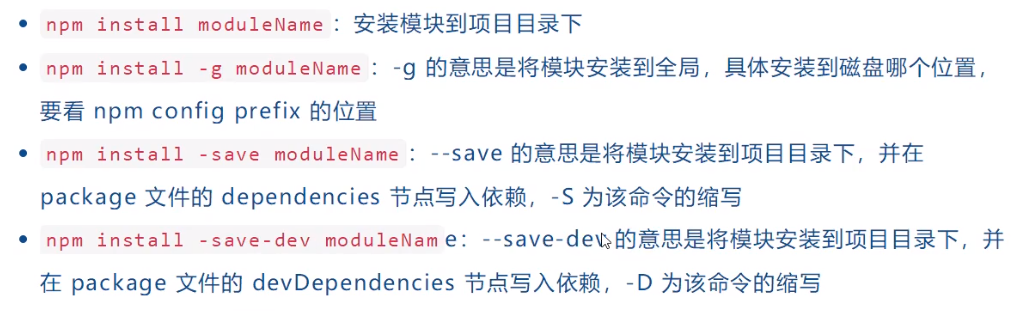 npm install moduleName：安装模块到项目目录下
npm install -g moduleName：-g 的意思是将模块安装到全局，具体安装到磁盘哪个位置，
要看 npm config prefix 的位置
npm install -save moduleName：--save 的意思是将模块安装到项目目录下，并在
package 文件的 dependencies 节点写入依赖，-S 为该命令的缩写
npm install -save-dev moduleName：--save-dev 的意思是将模块安装到项目目录下，并
在 package 文件的 devDependencies 节点写入依赖，-D 为该命令的缩写